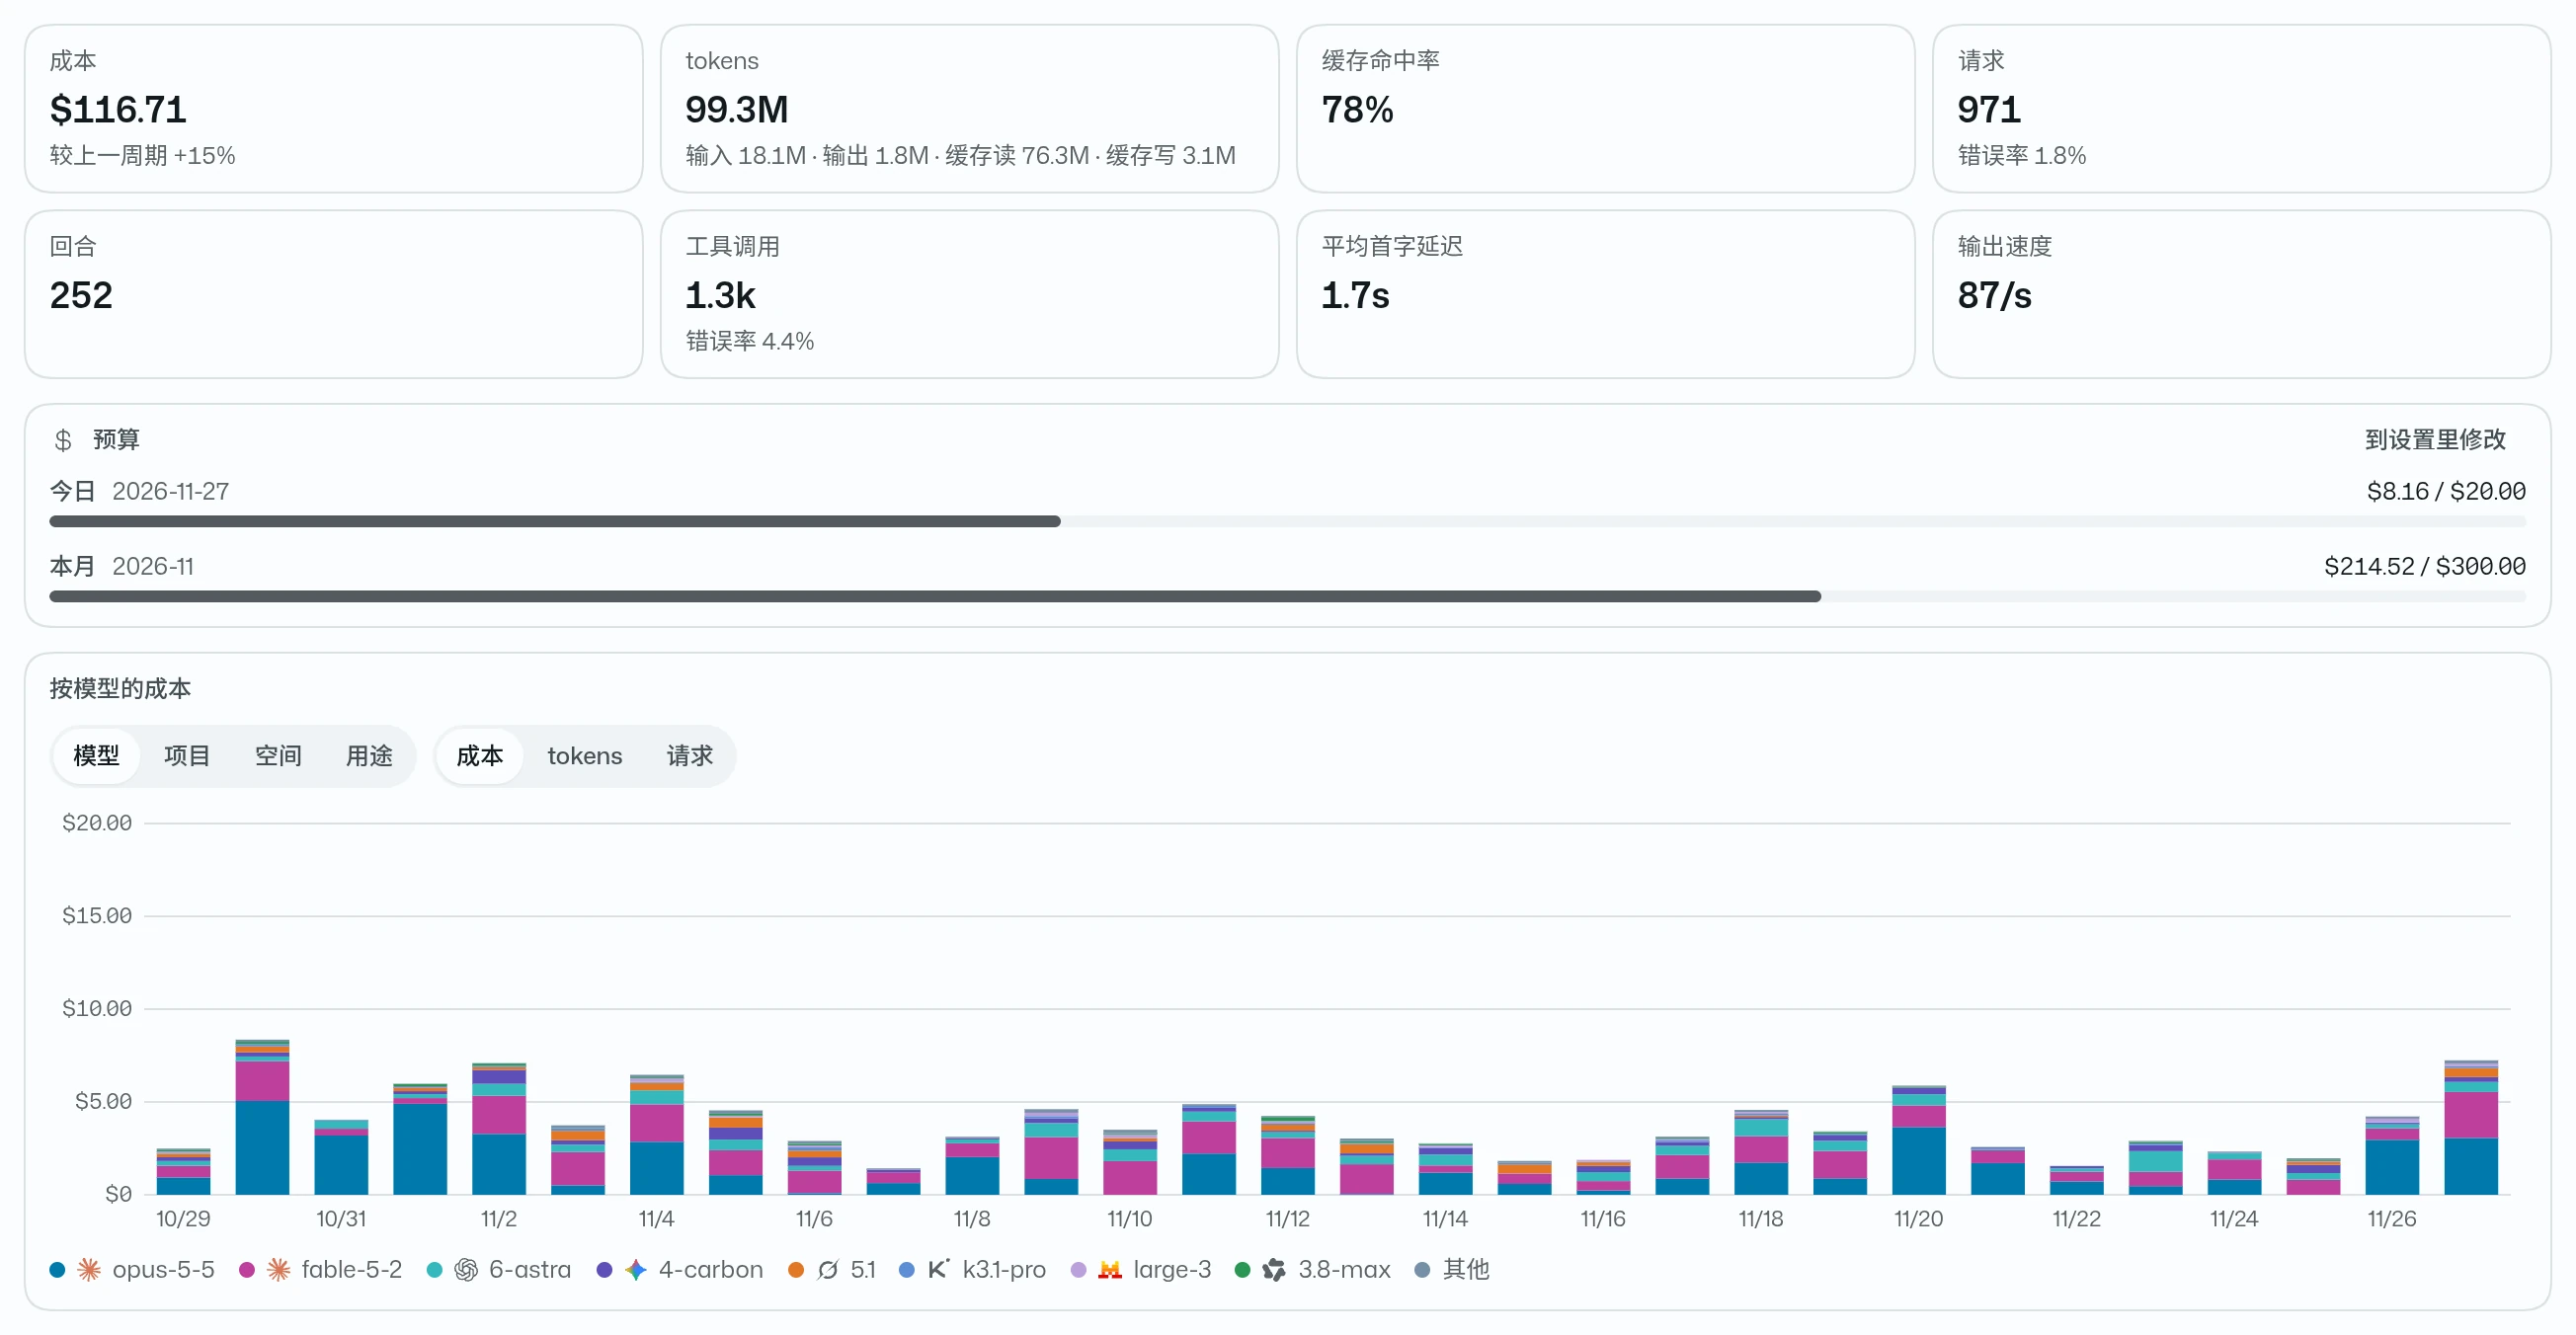 成本
$116.71
较上一周期 +15%
tokens
99.3M
输入 18.1M · 输出 1.8M · 缓存读 76.3M · 缓存写 3.1M
缓存命中率
78%
请求
971
错误率 1.8%
回合
252
工具调用
1.3k
错误率 4.4%
平均首字延迟
1.7s
输出速度
87/s
$ 预算
到设置里修改
今日 2026-11-27
$8.16 / $20.00
本月 2026-11
$214.52 / $300.00
按模型的成本
模型 项目 空间 用途 成本 tokens 请求
$20.00
$15.00
$10.00
$5.00
$0
10/29 10/31 11/2 11/4 11/6 11/8 11/10 11/12 11/14 11/16 11/18 11/20 11/22 11/24 11/26
opus-5-5 fable-5-2 6-astra 4-carbon 5.1 k3.1-pro large-3 3.8-max 其他